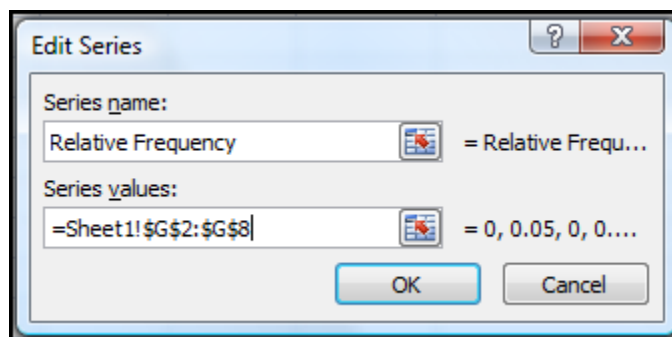 Edit Series
?
X
Series name:
Relative Frequency
= Relative Frequ...
Series values:
=Sheet1!$G$2:$G$8
= 0, 0.05, 0, 0....
OK
Cancel